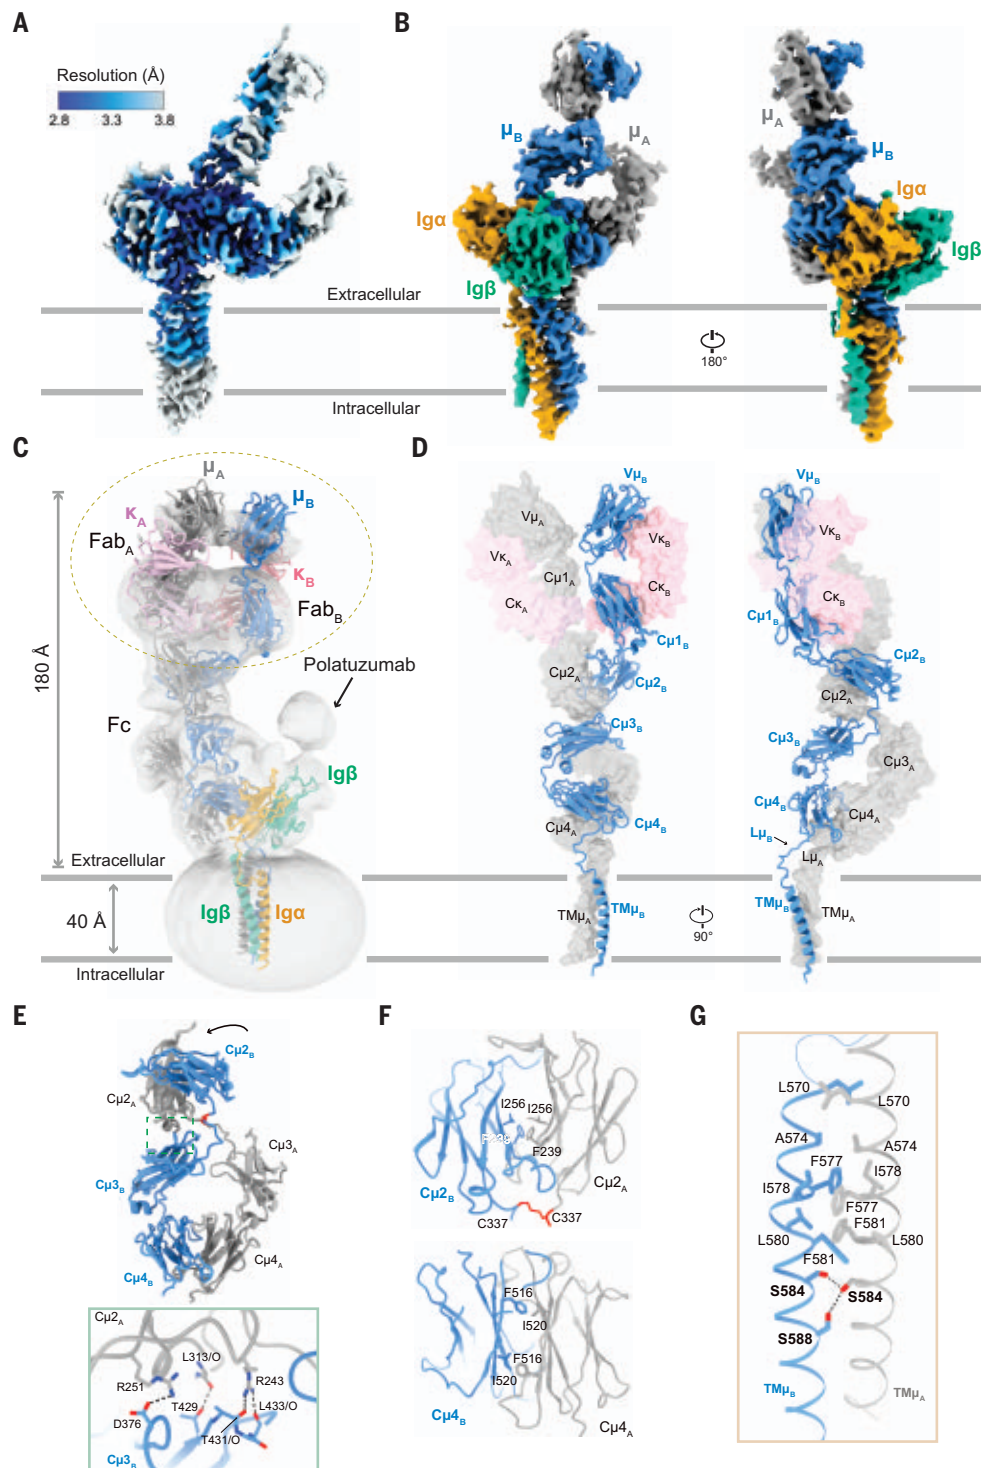 A
Resolution (Å)
2.8 3.3 3.8
B
μB
μA
Igα
Igβ
μA
μB
Igα
Igβ
Extracellular
180°
Intracellular
C
μA
κA
μB
FabA
κB
FabB
Polatuzumab
180 Å
Fc
Igβ
Extracellular
Igβ
Igα
40 Å
Intracellular
D
VμB
VμA
VκB
VκA
Cμ1A
CκB
CκA
Cμ1B
Cμ2A
Cμ2B
Cμ3B
Cμ4A
Cμ4B
TMμA
TMμB
90°
VμB
VκB
CκB
Cμ1B
Cμ2B
Cμ2A
Cμ3B
Cμ3A
Cμ4B
Cμ4A
LμB
LμA
TMμB
TMμA
E
Cμ2B
Cμ2A
Cμ3A
Cμ3B
Cμ4A
Cμ4B
Cμ2A
L313/O
R251
R243
T429
L433/O
D376
T431/O
Cμ3B
F
I256
I256
F239
F239
Cμ2A
Cμ2B
C337
C337
F516
I520
F516
I520
Cμ4B
Cμ4A
G
L570
L570
A574
A574
F577
I578
I578
F577
F581
L580
L580
F581
S584
S584
S588
TMμB
TMμA